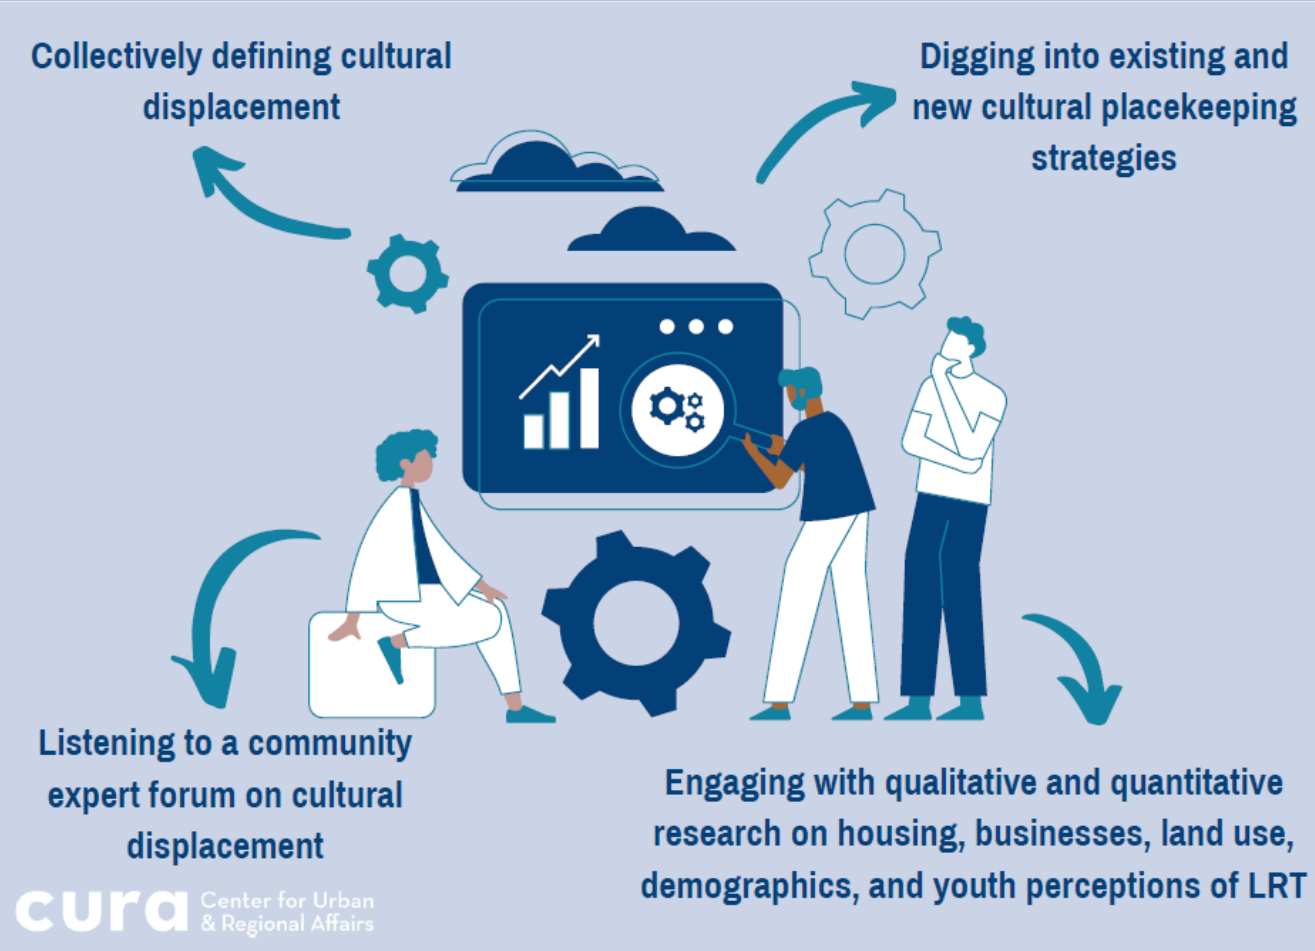 Collectively defining cultural
displacement
Digging into existing and
new cultural placekeeping
strategies
Listening to a community
expert forum on cultural
displacement
Engaging with qualitative and quantitative
research on housing, businesses, land use,
demographics, and youth perceptions of LRT
cura
Center for Urban
& Regional Affairs